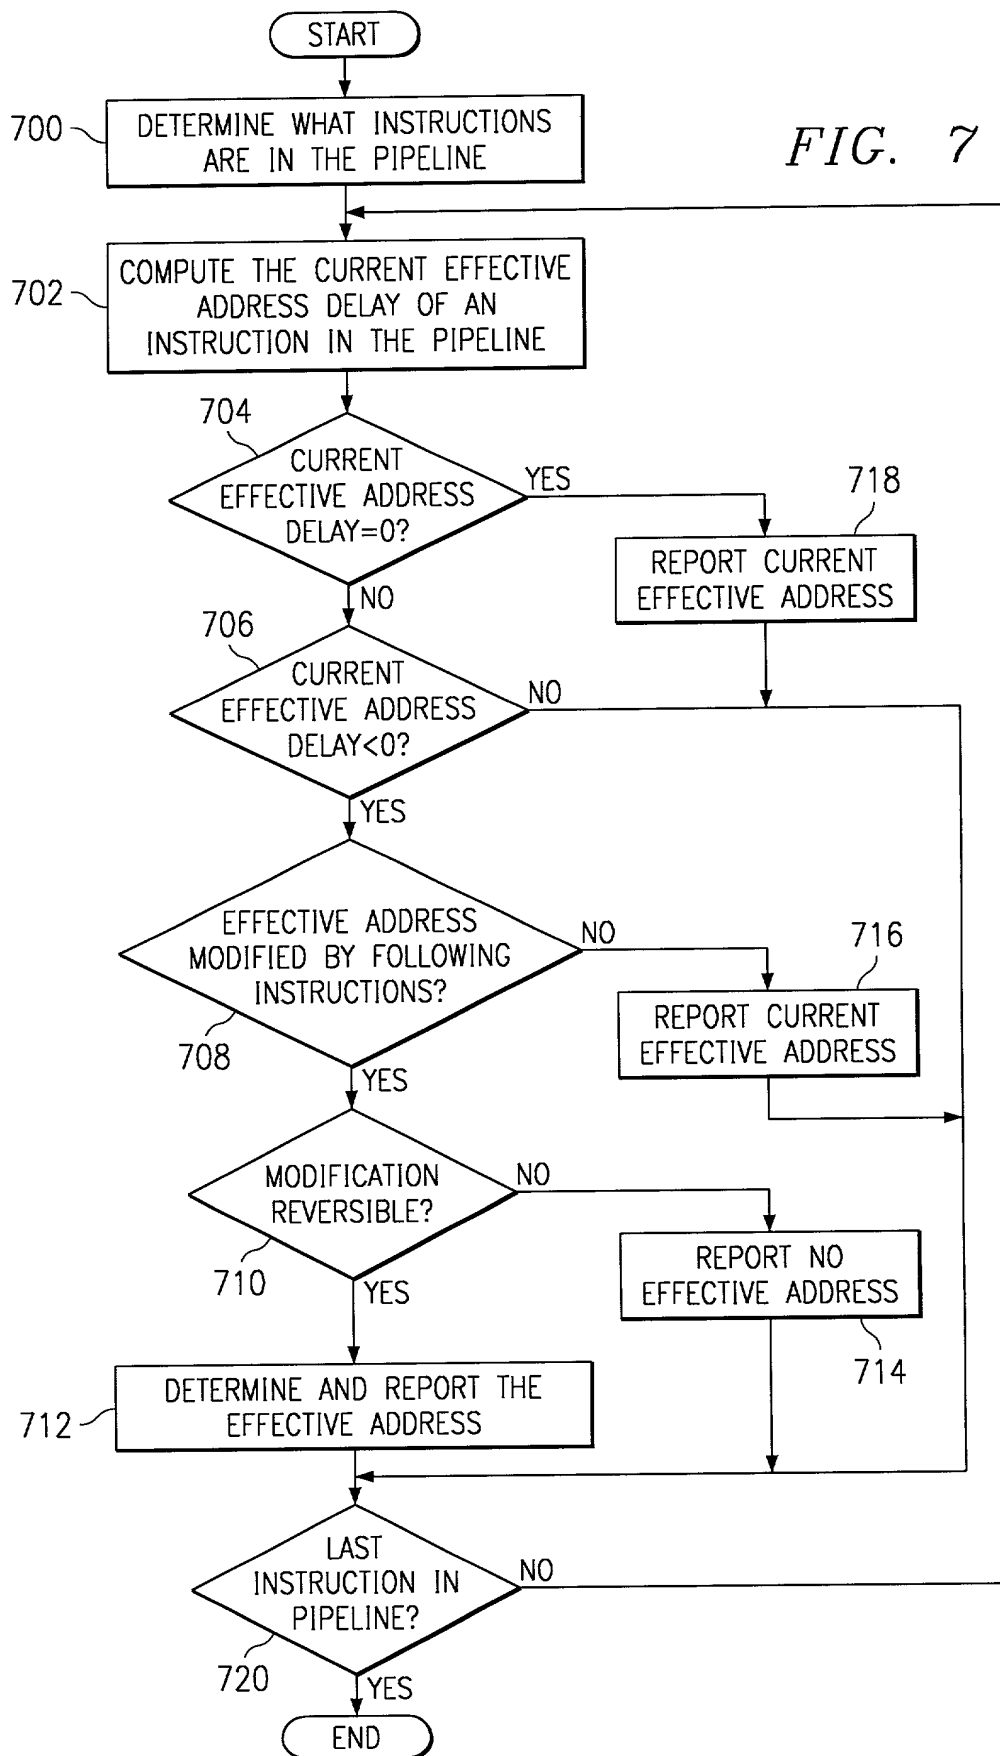 START
700
DETERMINE WHAT INSTRUCTIONS
ARE IN THE PIPELINE
FIG. 7
702
COMPUTE THE CURRENT EFFECTIVE
ADDRESS DELAY OF AN
INSTRUCTION IN THE PIPELINE
704
CURRENT
EFFECTIVE ADDRESS
DELAY=0?
YES
718
REPORT CURRENT
EFFECTIVE ADDRESS
NO
706
CURRENT
EFFECTIVE ADDRESS
DELAY<0?
NO
YES
EFFECTIVE ADDRESS
MODIFIED BY FOLLOWING
INSTRUCTIONS?
708
NO
716
REPORT CURRENT
EFFECTIVE ADDRESS
YES
MODIFICATION
REVERSIBLE?
710
NO
REPORT NO
EFFECTIVE ADDRESS
714
YES
712
DETERMINE AND REPORT THE
EFFECTIVE ADDRESS
LAST
INSTRUCTION IN
PIPELINE?
720
NO
YES
END